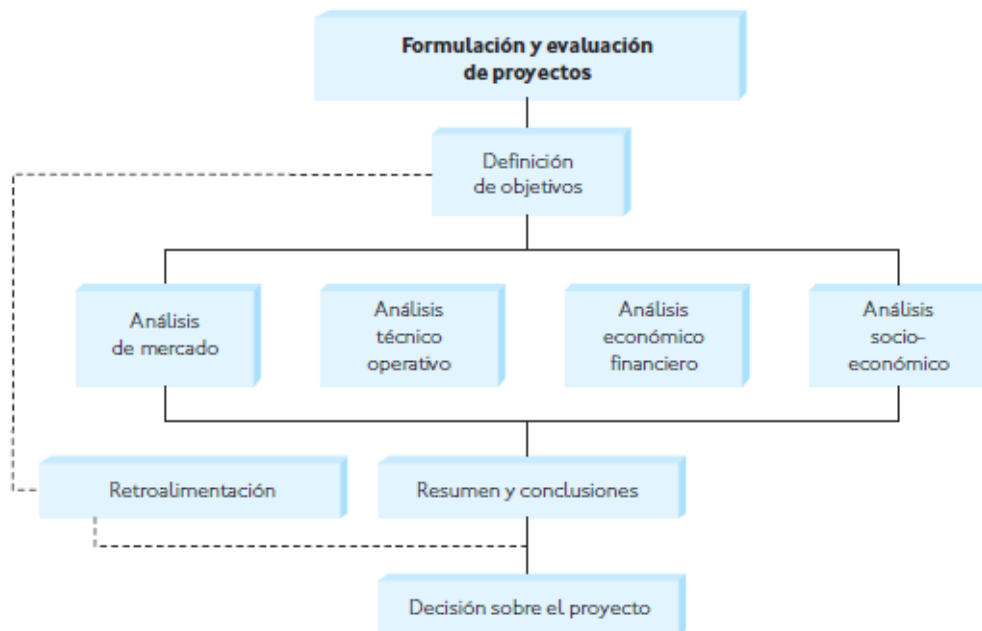 Formulación y evaluación
de proyectos
Definición
de objetivos
Análisis
de mercado
Análisis
técnico
operativo
Análisis
económico
financiero
Análisis
socio-
económico
Retroalimentación
Resumen y conclusiones
Decisión sobre el proyecto